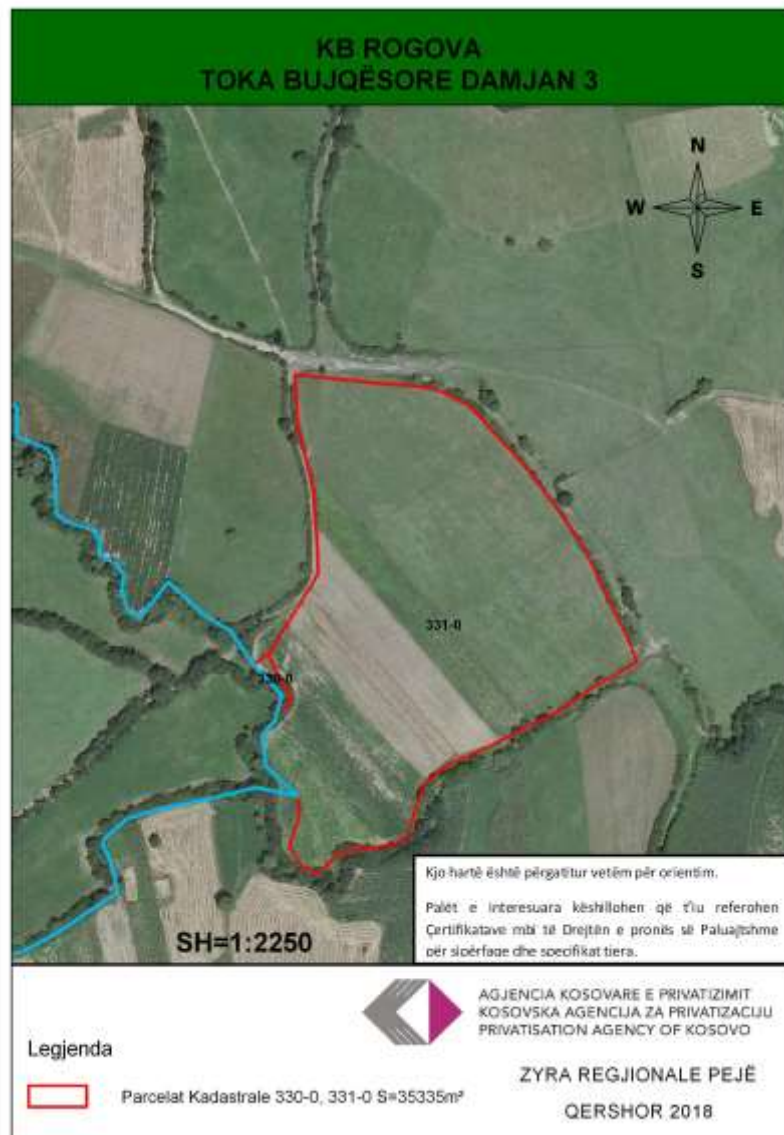 KB ROGOVA
TOKA BUJQËSORE DAMJAN 3
N
W E
S
331-0
330-0
SH=1:2250
Kjo hartë është përgatitur vetëm për orientim.
Palët e interesuara këshillohen që t'iu referohen
Çertifikatave mbi të Drejtën e pronës së Paluajtshme
për sipërfaqe dhe specifikat tjera.
AGJENCIA KOSOVARE E PRIVATIZIMIT
KOSOVSKA AGENCIJA ZA PRIVATIZACIJU
PRIVATISATION AGENCY OF KOSOVO
Legjenda
Parcelat Kadastrale 330-0, 331-0 S=35335m²
ZYRA REGJIONALE PEJË
QERSHOR 2018